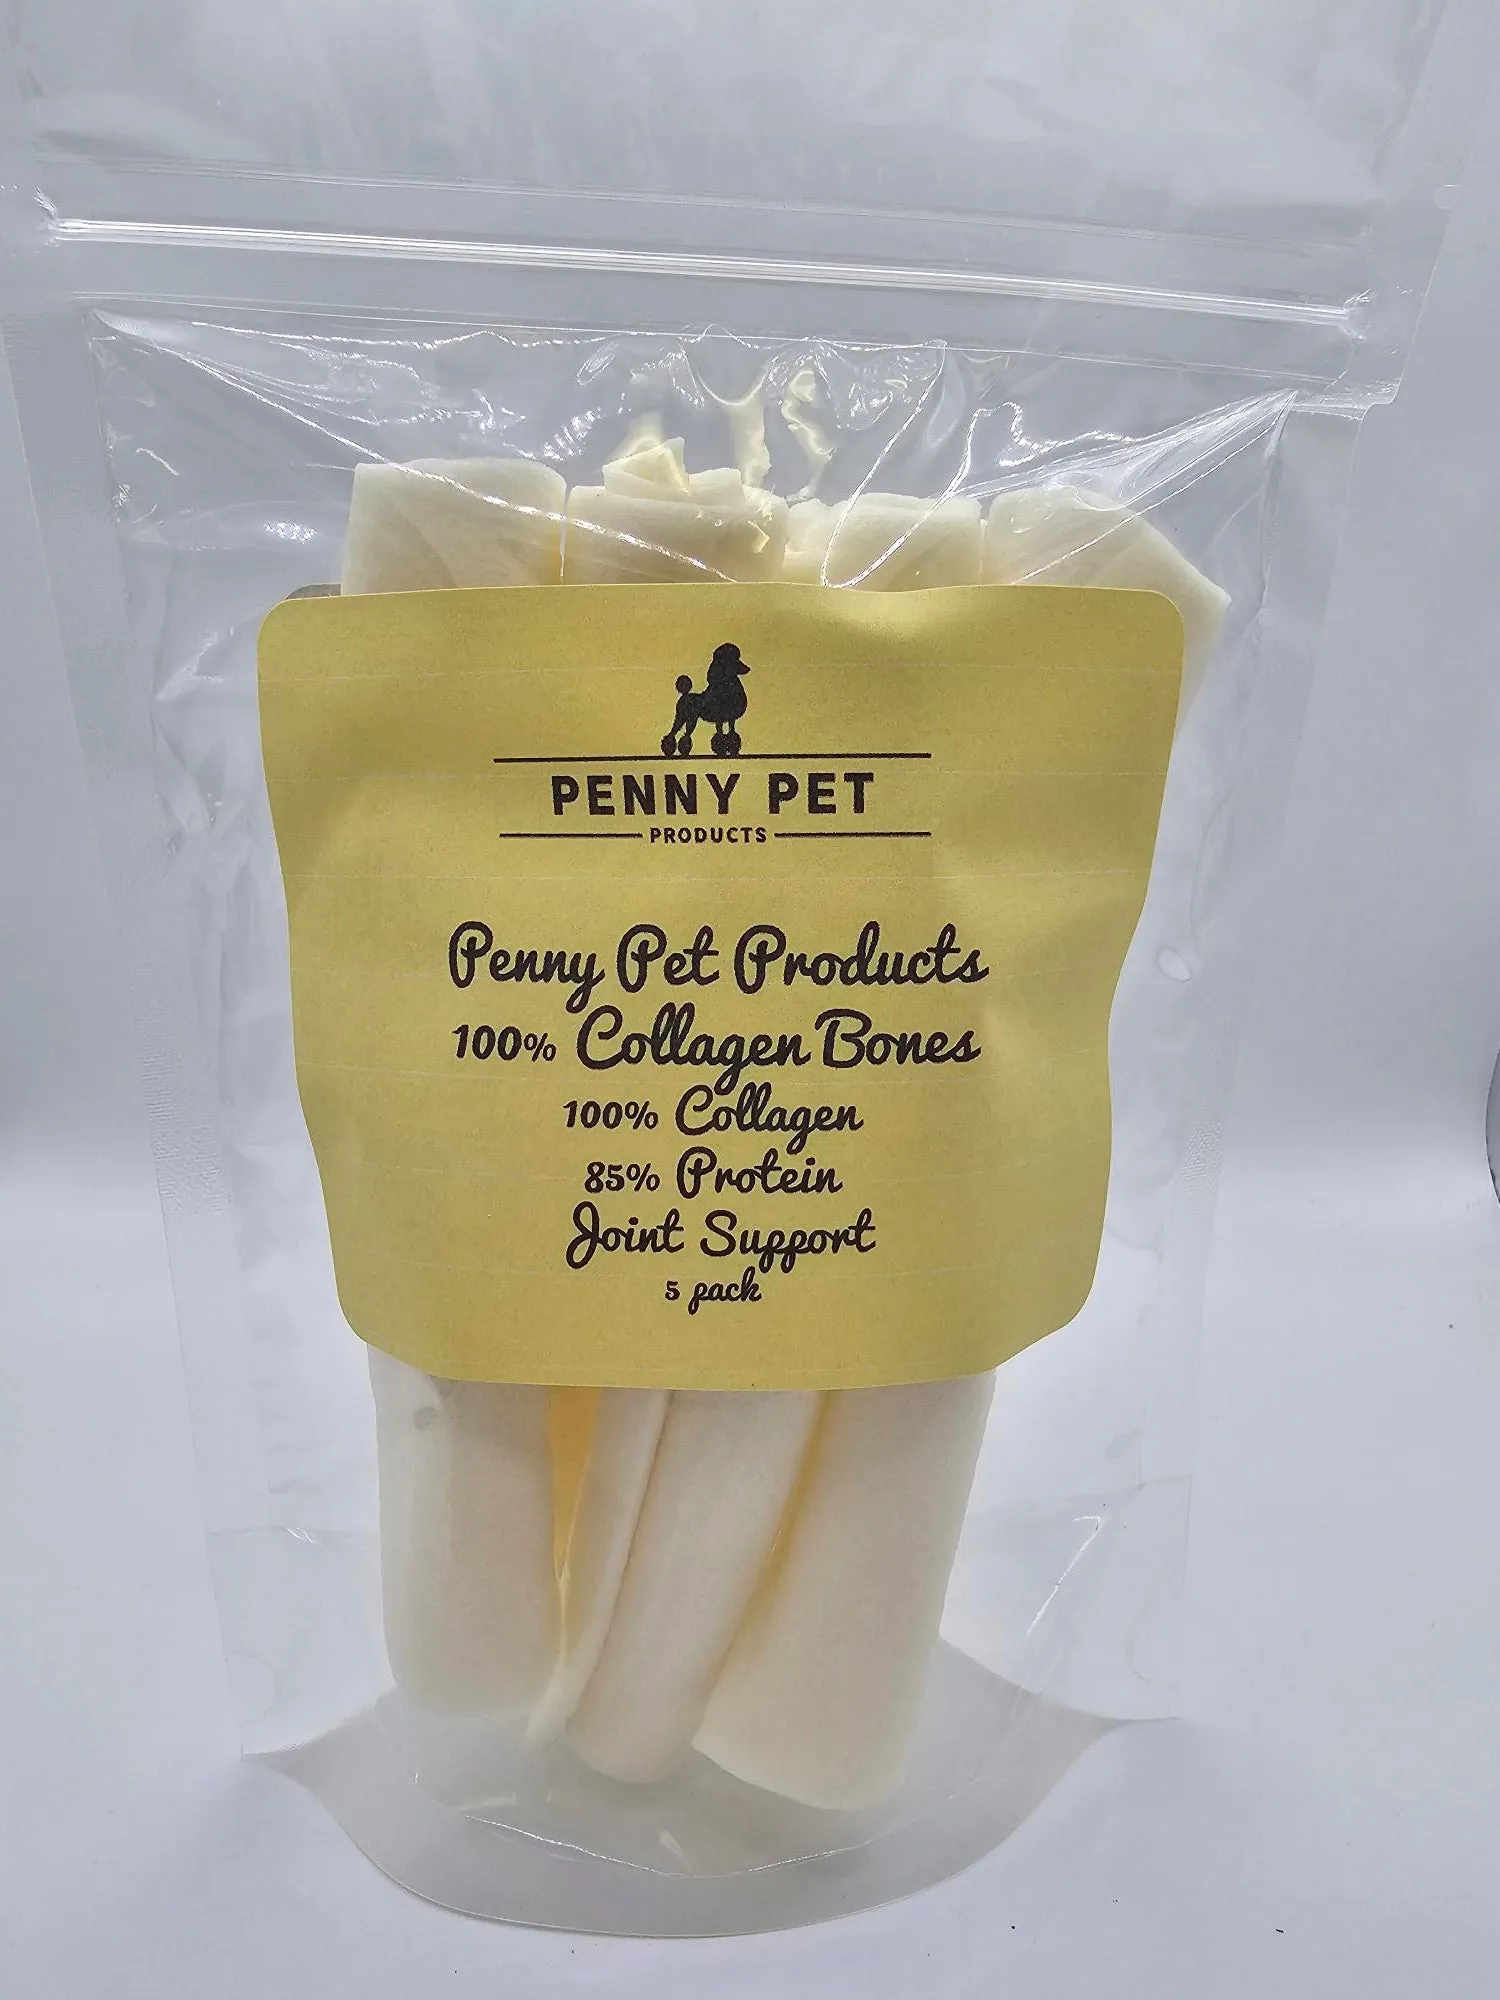 PENNY PET
PRODUCTS
Penny Pet Products
100% Collagen Bones
100% Collagen
85% Protein
Joint Support
5 pack